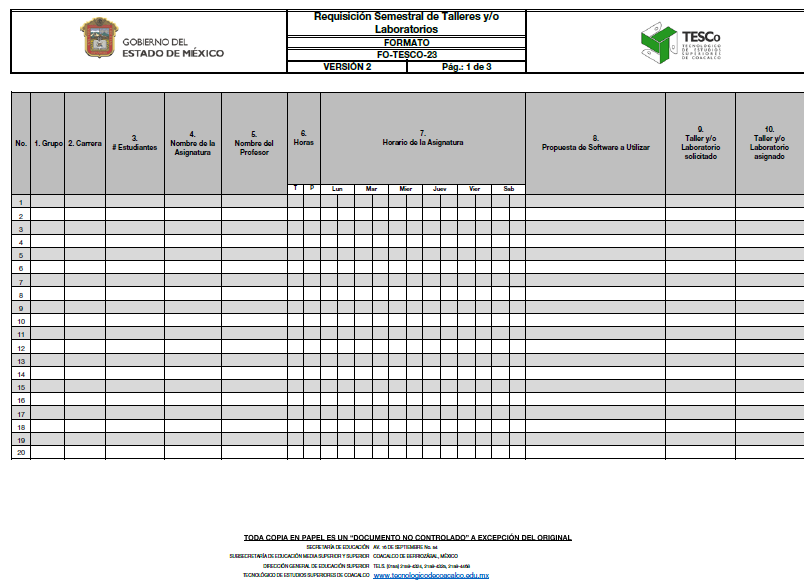 GOBIERNO DEL
ESTADO DE MÉXICO
Requisición Semestral de Talleres y/o
Laboratorios
FORMATO
FO-TESCO-23
VERSIÓN 2 Pág.: 1 de 3
TESCo
TECNOLÓGICO
DE ESTUDIOS
SUPERIORES
DE COACALCO
No.
1. Grupo
2. Carrera
3.
# Estudiantes
4.
Nombre de la
Asignatura
5.
Nombre del
Profesor
6.
Horas
7.
Horario de la Asignatura
8.
Propuesta de Software a Utilizar
9.
Taller y/o
Laboratorio
solicitado
10.
Taller y/o
Laboratorio
asignado
T P Lun Mar Mier Juev Vier Sab
1
2
3
4
5
6
7
8
9
10
11
12
13
14
15
16
17
18
19
20
TODA COPIA EN PAPEL ES UN "DOCUMENTO NO CONTROLADO" A EXCEPCIÓN DEL ORIGINAL
SECRETARÍA DE EDUCACIÓN AV. 16 DE SEPTIEMBRE No. 54
SUBSECRETARÍA DE EDUCACIÓN MEDIA SUPERIOR Y SUPERIOR COACALCO DE BERRIOZÁBAL, MÉXICO
DIRECCIÓN GENERAL DE EDUCACIÓN SUPERIOR TELS.
TECNOLÓGICO DE ESTUDIOS SUPERIORES DE COACALCO www.tecnologicodecoacalco.edu.mx